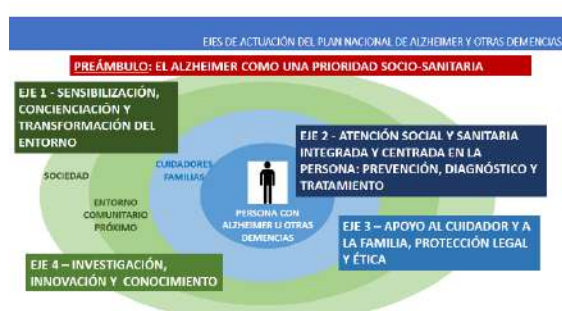 EJES DE ACTUACIÓN DEL PLAN NACIONAL DE ALZHEIMER Y OTRAS DEMENCIAS
PREÁMBULO: EL ALZHEIMER COMO UNA PRIORIDAD SOCIO-SANITARIA
EJE 1 - SENSIBILIZACIÓN,
CONCIENCIACIÓN Y
TRANSFORMACIÓN DEL
ENTORNO
EJE 2 - ATENCIÓN SOCIAL Y SANITARIA
INTEGRADA Y CENTRADA EN LA
PERSONA: PREVENCIÓN, DIAGNÓSTICO Y
TRATAMIENTO
CUIDADORES
FAMILIAS
SOCIEDAD
ENTORNO
COMUNITARIO
PRÓXIMO
PERSONA CON
ALZHEIMER U OTRAS
DEMENCIAS
EJE 3 – APOYO AL CUIDADOR Y A
LA FAMILIA, PROTECCIÓN LEGAL
Y ÉTICA
EJE 4 – INVESTIGACIÓN,
INNOVACIÓN Y CONOCIMIENTO